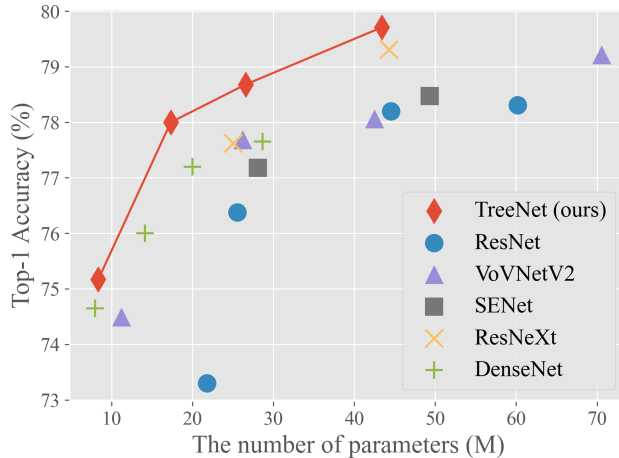 80
79
78
77
76
75
74
73
Top-1 Accuracy (%)
TreeNet (ours)
ResNet
VoVNetV2
SENet
ResNeXt
DenseNet
10 20 30 40 50 60 70
The number of parameters (M)